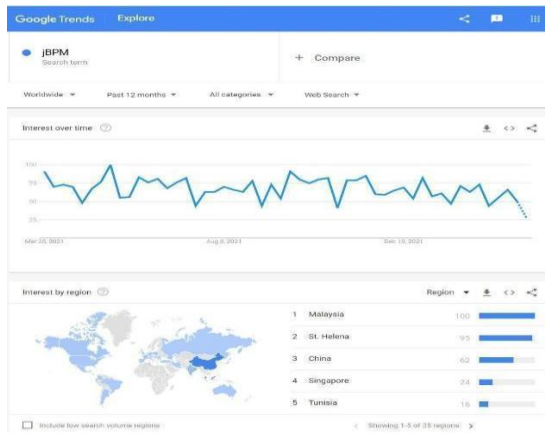 Google Trends Explore
jBPM
Search term
+ Compare
Worldwide Past 12 months All categories Web Search
Interest over time
100
75
50
25
Mar 28, 2021 Aug 8, 2021 Dec 19, 2021
Interest by region
Region
1 Malaysia 100
2 St. Helena 95
3 China 62
4 Singapore 24
5 Tunisia
Include low search volume regions
Showing 1-5 of 35 regions